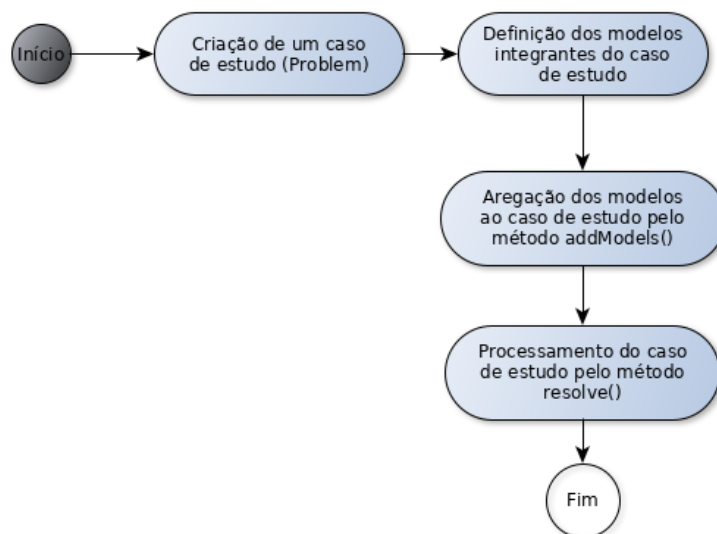 Início
Criação de um caso
de estudo (Problem)
Definição dos modelos
integrantes do caso
de estudo
Aregação dos modelos
ao caso de estudo pelo
método addModels()
Processamento do caso
de estudo pelo método
resolve()
Fim